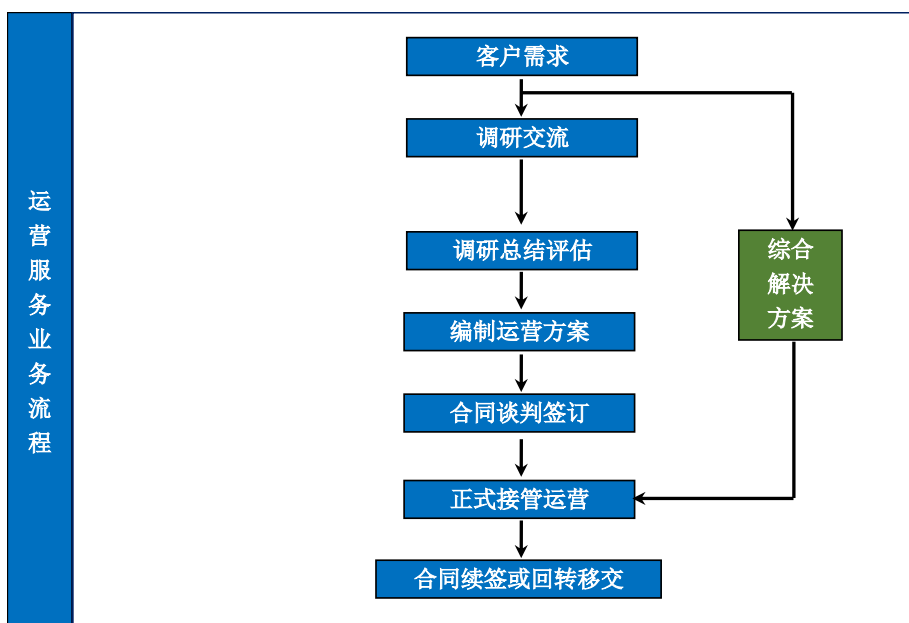 运营服务业务流程
客户需求
调研交流
调研总结评估
编制运营方案
合同谈判签订
正式接管运营
合同续签或回转移交
综合
解决
方案